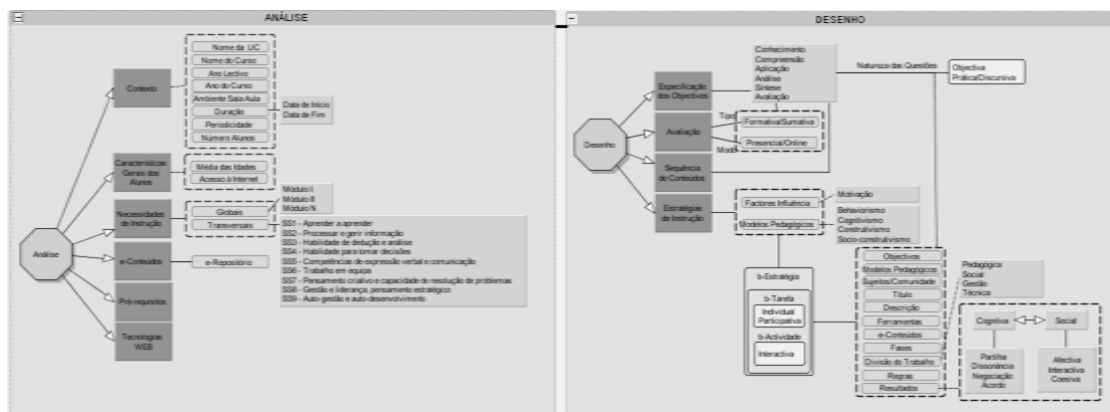 ANÁLISE
Análise
Contexto
Nome da UC
Nome do Curso
Ano Lectivo
Ano do Curso
Ambiente Sala Aula
Duração
Periodicidade
Número Alunos
Data de Início
Data de Fim
Características
Gerais dos
Alunos
Média das Idades
Acesso à Internet
Necessidades
de Instrução
Globais
Transversais
Módulo I
Módulo II
Módulo N
SS1 - Aprender a aprender
SS2 - Processar e gerir informação
SS3 - Habilidade de dedução e análise
SS4 - Habilidade para tomar decisões
SS5 - Competências de expressão verbal e comunicação
SS6 - Trabalho em equipa
SS7 - Pensamento criativo e capacidade de resolução de problemas
SS8 - Gestão e liderança, pensamento estratégico
SS9 - Auto-gestão e auto-desenvolvimento
e-Conteúdos
e-Repositório
Pré-requisitos
Tecnologias
WEB
DESENHO
Desenho
Especificação
dos Objectivos
Conhecimento
Compreensão
Aplicação
Análise
Síntese
Avaliação
Natureza das Questões
Objectiva
Prática/Discursiva
Avaliação
Tipo
Formativa/Sumativa
Modo
Presencial/Online
Sequência
de Conteúdos
Estratégias
de Instrução
Factores Influência
Modelos Pedagógicos
Motivação
Behaviorismo
Cognitivismo
Construtivismo
Socio-construtivismo
b-Estratégia
b-Tarefa
Individual
Participativa
b-Actividade
Interactiva
Objectivos
Modelos Pedagógicos
Sujeitos/Comunidade
Título
Descrição
Ferramentas
e-Conteúdos
Fases
Divisão do Trabalho
Regras
Resultados
Pedagógica
Social
Gestão
Técnica
Cognitiva
Social
Partilha
Dissonância
Negociação
Acordo
Afectiva
Interactiva
Coesiva